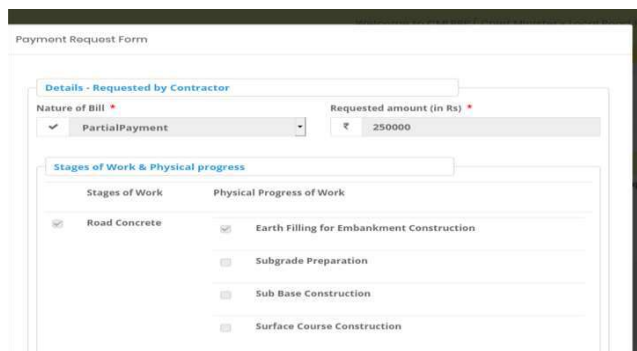 Payment Request Form
Details - Requested by Contractor
Nature of Bill * Requested amount (in Rs) *
PartialPayment ₹ 250000
Stages of Work & Physical progress
Stages of Work Physical Progress of Work
Road Concrete Earth Filling for Embankment Construction
Subgrade Preparation
Sub Base Construction
Surface Course Construction